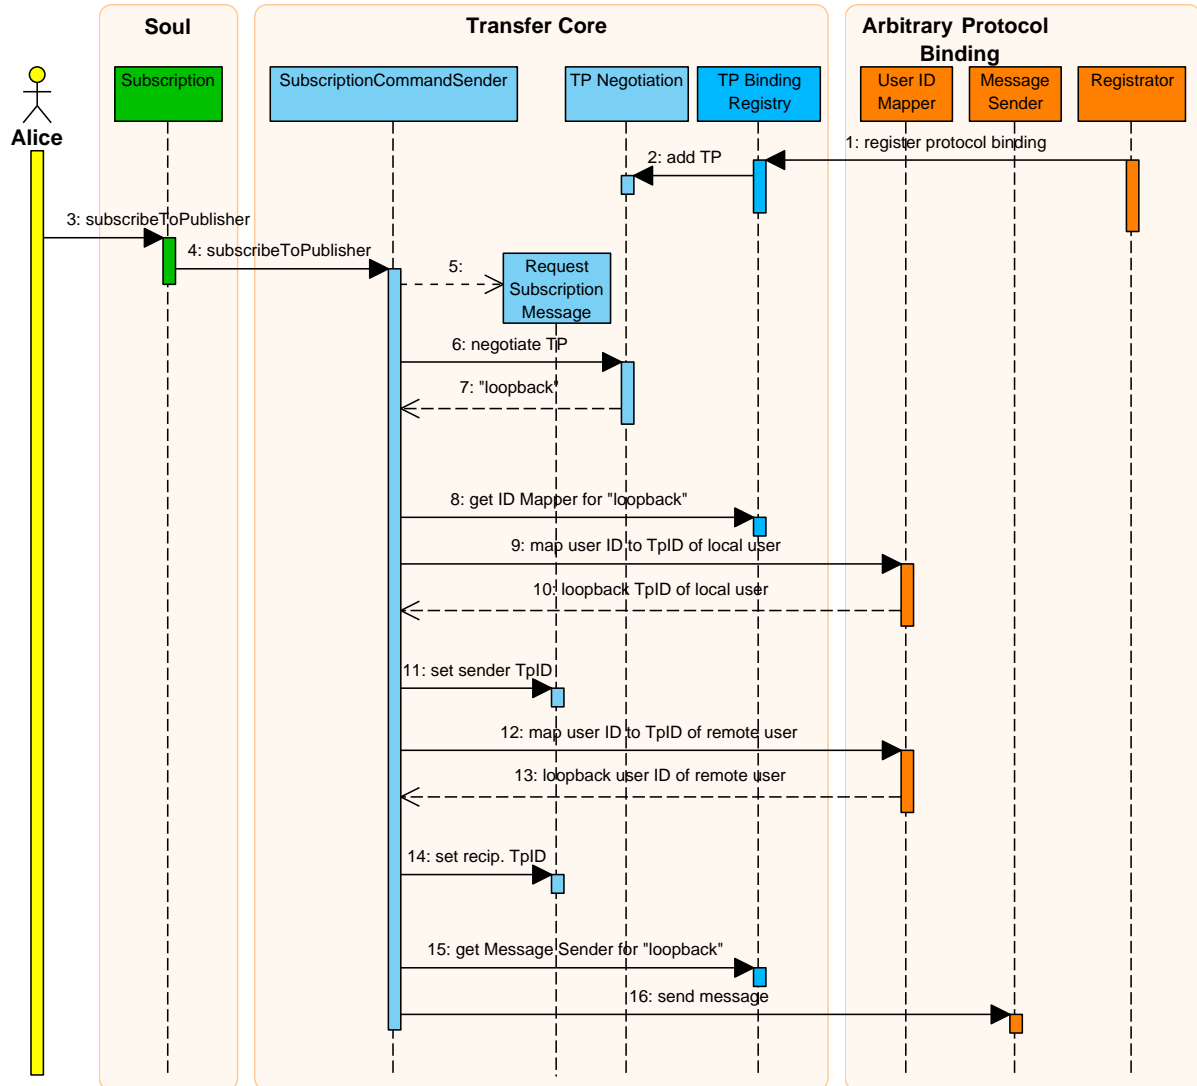 Soul
Transfer Core
Arbitrary Protocol
Binding
Alice
Subscription
SubscriptionCommandSender
TP Negotiation
TP Binding
Registry
User ID
Mapper
Message
Sender
Registrator
1: register protocol binding
2: add TP
3: subscribeToPublisher
4: subscribeToPublisher
5:
Request
Subscription
Message
6: negotiate TP
7: "loopback"
8: get ID Mapper for "loopback"
9: map user ID to TpID of local user
10: loopback TpID of local user
11: set sender TpID
12: map user ID to TpID of remote user
13: loopback user ID of remote user
14: set recip. TpID
15: get Message Sender for "loopback"
16: send message